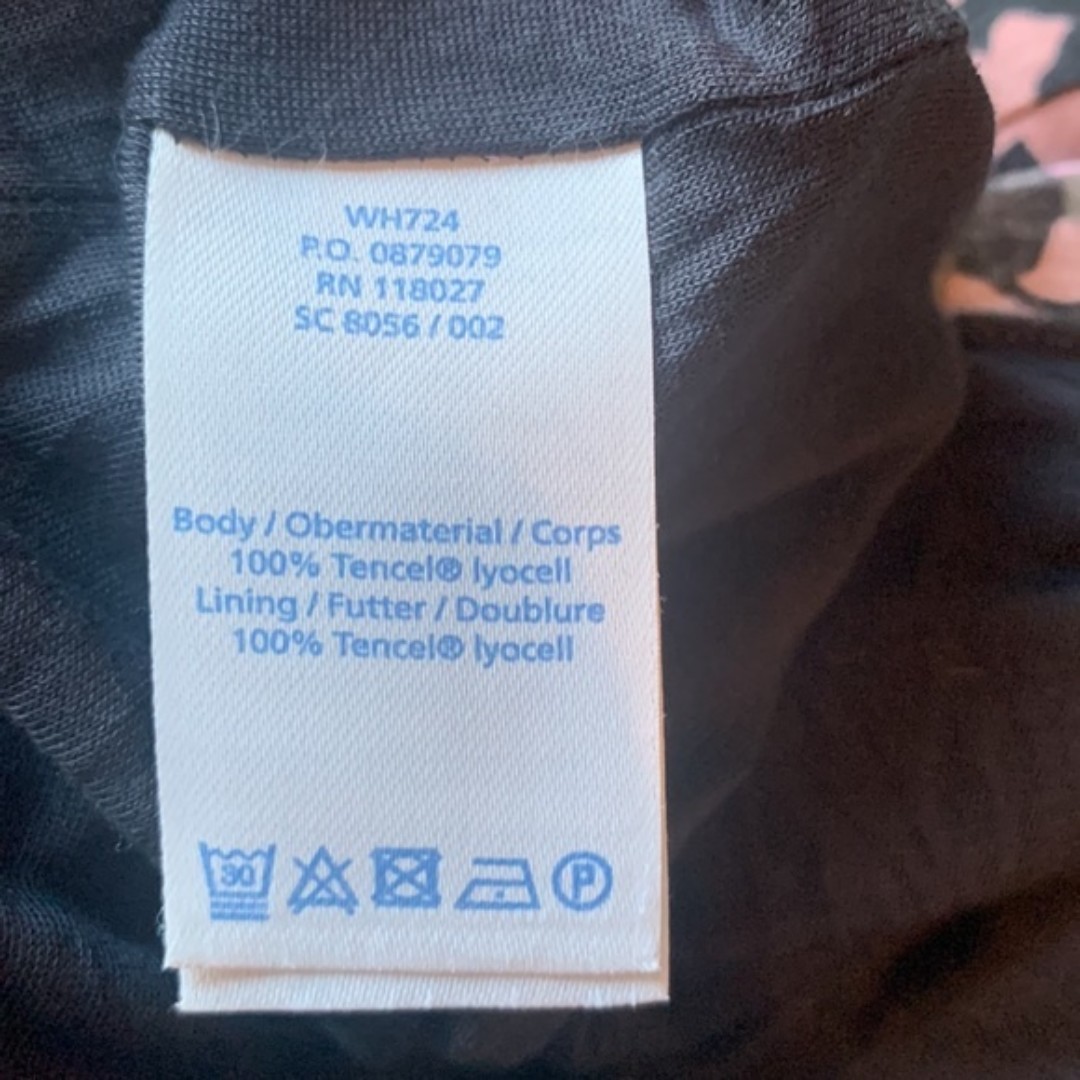 WH724
P.O. 0879079
RN 118027
SC 8056 / 002
Body / Obermaterial / Corps
100% Tencel® lyocell
Lining / Futter / Doublure
100% Tencel® lyocell
30
P